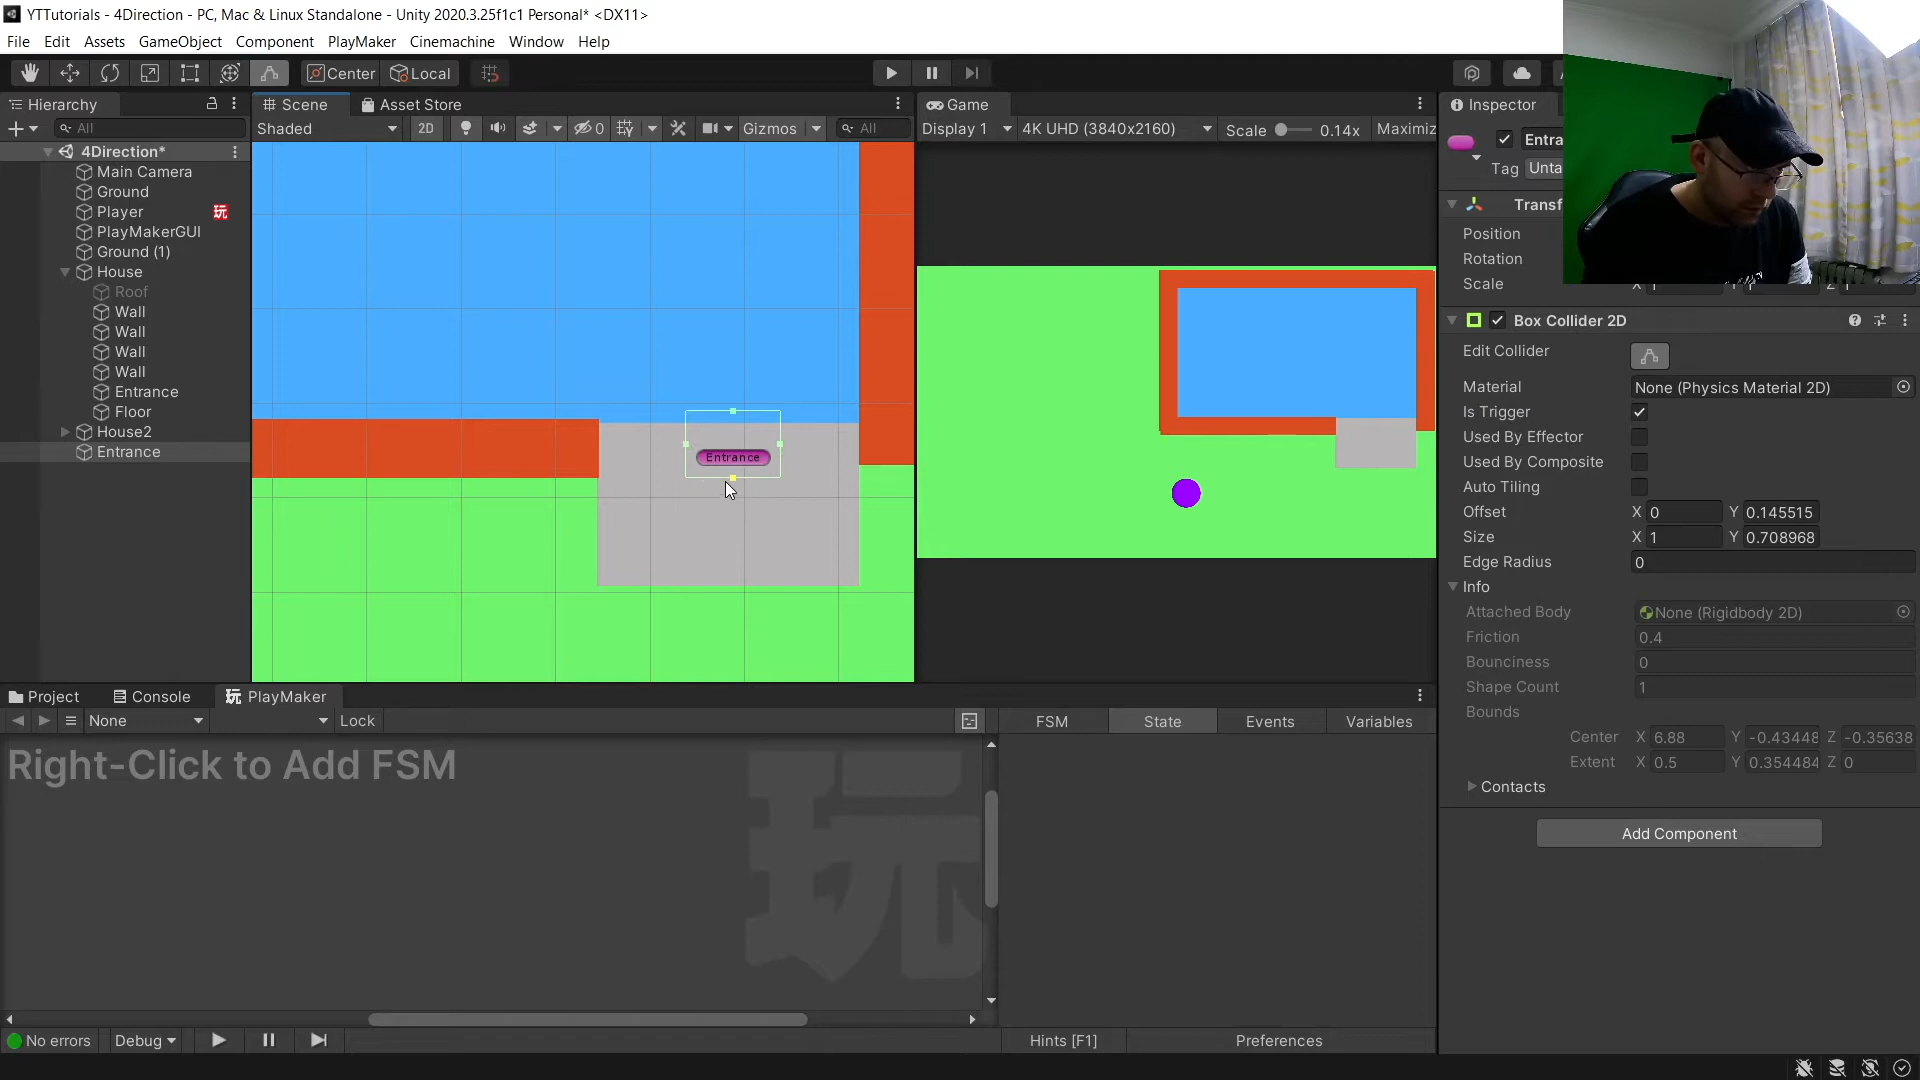 YTTutorials - 4Direction - PC, Mac & Linux Standalone - Unity 2020.3.25f1c1 Personal* <DX11>
File Edit Assets GameObject Component PlayMaker Cinemachine Window Help
Center Local
Hierarchy
All
4Direction*
Main Camera
Ground
Player 玩
PlayMakerGUI
Ground (1)
House
Roof
Wall
Wall
Wall
Wall
Entrance
Floor
House2
Entrance
Scene Asset Store
Shaded 2D 0 Gizmos All
Entrance
Game
Display 1 4K UHD (3840x2160) Scale 0.14x Maximiz
Inspector
Entra
Tag Unta
Transf
Position
Rotation
Scale
Box Collider 2D
Edit Collider
Material None (Physics Material 2D)
Is Trigger
Used By Effector
Used By Composite
Auto Tiling
Offset X 0 Y 0.145515
Size X 1 Y 0.708968
Edge Radius 0
Info
Attached Body None (Rigidbody 2D)
Friction 0.4
Bounciness 0
Shape Count 1
Bounds
Center X 6.88 Y -0.43448 Z -0.35638
Extent X 0.5 Y 0.354484 Z 0
Contacts
Add Component
Project Console 玩 PlayMaker
None Lock
FSM State Events Variables
Right-Click to Add FSM
玩
No errors Debug
Hints [F1] Preferences